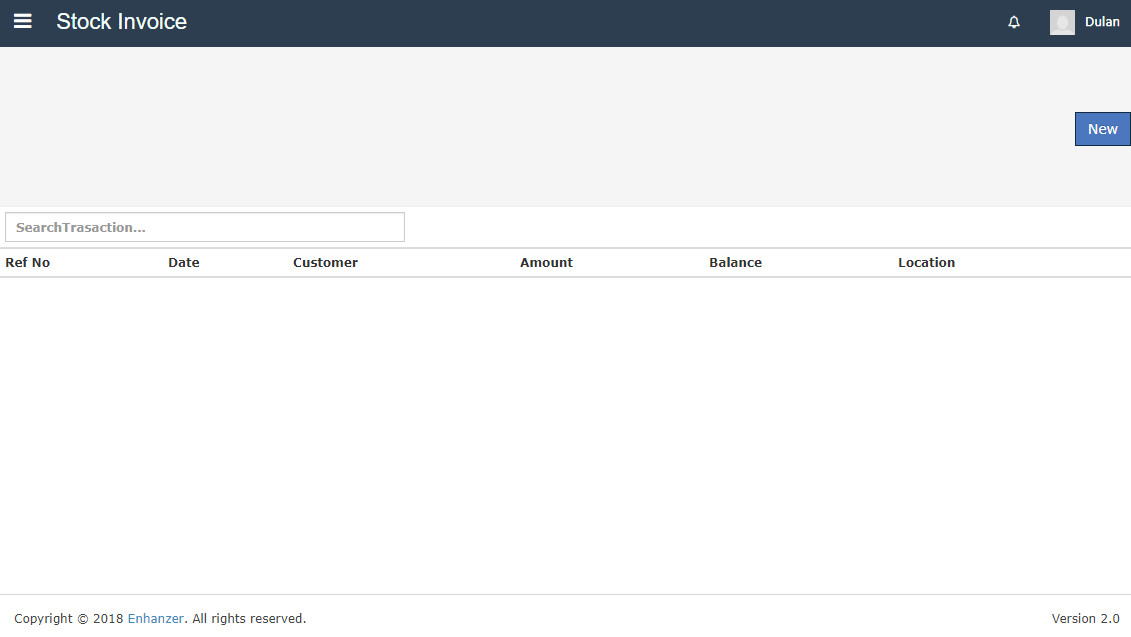 Stock Invoice
Dulan
New
SearchTrasaction...
Ref No Date Customer Amount Balance Location
Copyright © 2018 Enhanzer. All rights reserved. Version 2.0